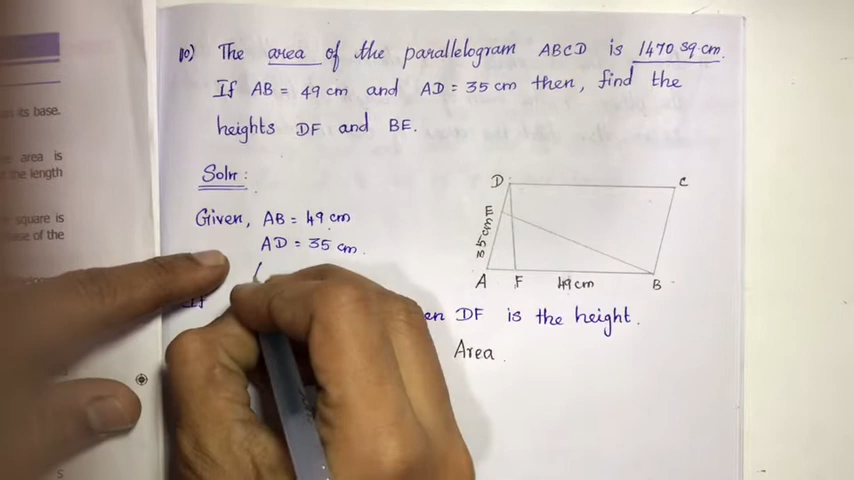 10) The area of the parallelogram ABCD is 1470 sq.cm.
If AB = 49 cm and AD = 35 cm then, find the
heights DF and BE.
Soln:
Given, AB = 49 cm
AD = 35 cm.
If
DF is the height.
Area
D
C
E
35 cm
A
F
49 cm
B
its base.
area is
the length
square is
of the
5